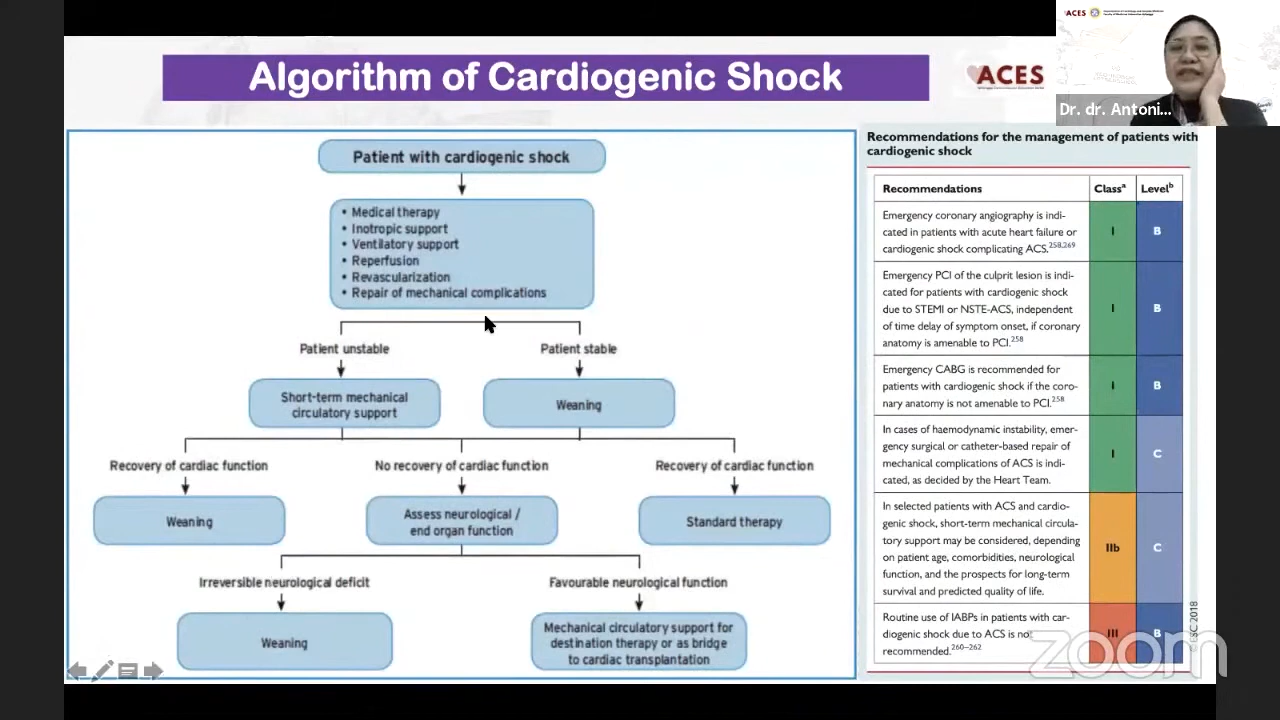 Algorithm of Cardiogenic Shock
ACES
ACES
Dr. dr. Antoni...
Patient with cardiogenic shock
• Medical therapy
• Inotropic support
• Ventilatory support
• Reperfusion
• Revascularization
• Repair of mechanical complications
Patient unstable
Patient stable
Short-term mechanical
circulatory support
Weaning
Recovery of cardiac function
No recovery of cardiac function
Recovery of cardiac function
Weaning
Assess neurological /
end organ function
Standard therapy
Irreversible neurological deficit
Favourable neurological function
Weaning
Mechanical circulatory support for
destination therapy or as bridge
to cardiac transplantation
Recommendations for the management of patients with
cardiogenic shock
Recommendations Classᵃ Levelᵇ
Emergency coronary angiography is indi-
cated in patients with acute heart failure or
cardiogenic shock complicating ACS.258,269
I B
Emergency PCI of the culprit lesion is indi-
cated for patients with cardiogenic shock
due to STEMI or NSTE-ACS, independent
of time delay of symptom onset, if coronary
anatomy is amenable to PCI.258
I B
Emergency CABG is recommended for
patients with cardiogenic shock if the coro-
nary anatomy is not amenable to PCI.258
I B
In cases of haemodynamic instability, emer-
gency surgical or catheter-based repair of
mechanical complications of ACS is indi-
cated, as decided by the Heart Team.
I C
In selected patients with ACS and cardio-
genic shock, short-term mechanical circula-
tory support may be considered, depending
on patient age, comorbidities, neurological
function, and the prospects for long-term
survival and predicted quality of life.
IIb C
Routine use of IABPs in patients with car-
diogenic shock due to ACS is not
recommended.260–262
III B
ESC 2018
zoom